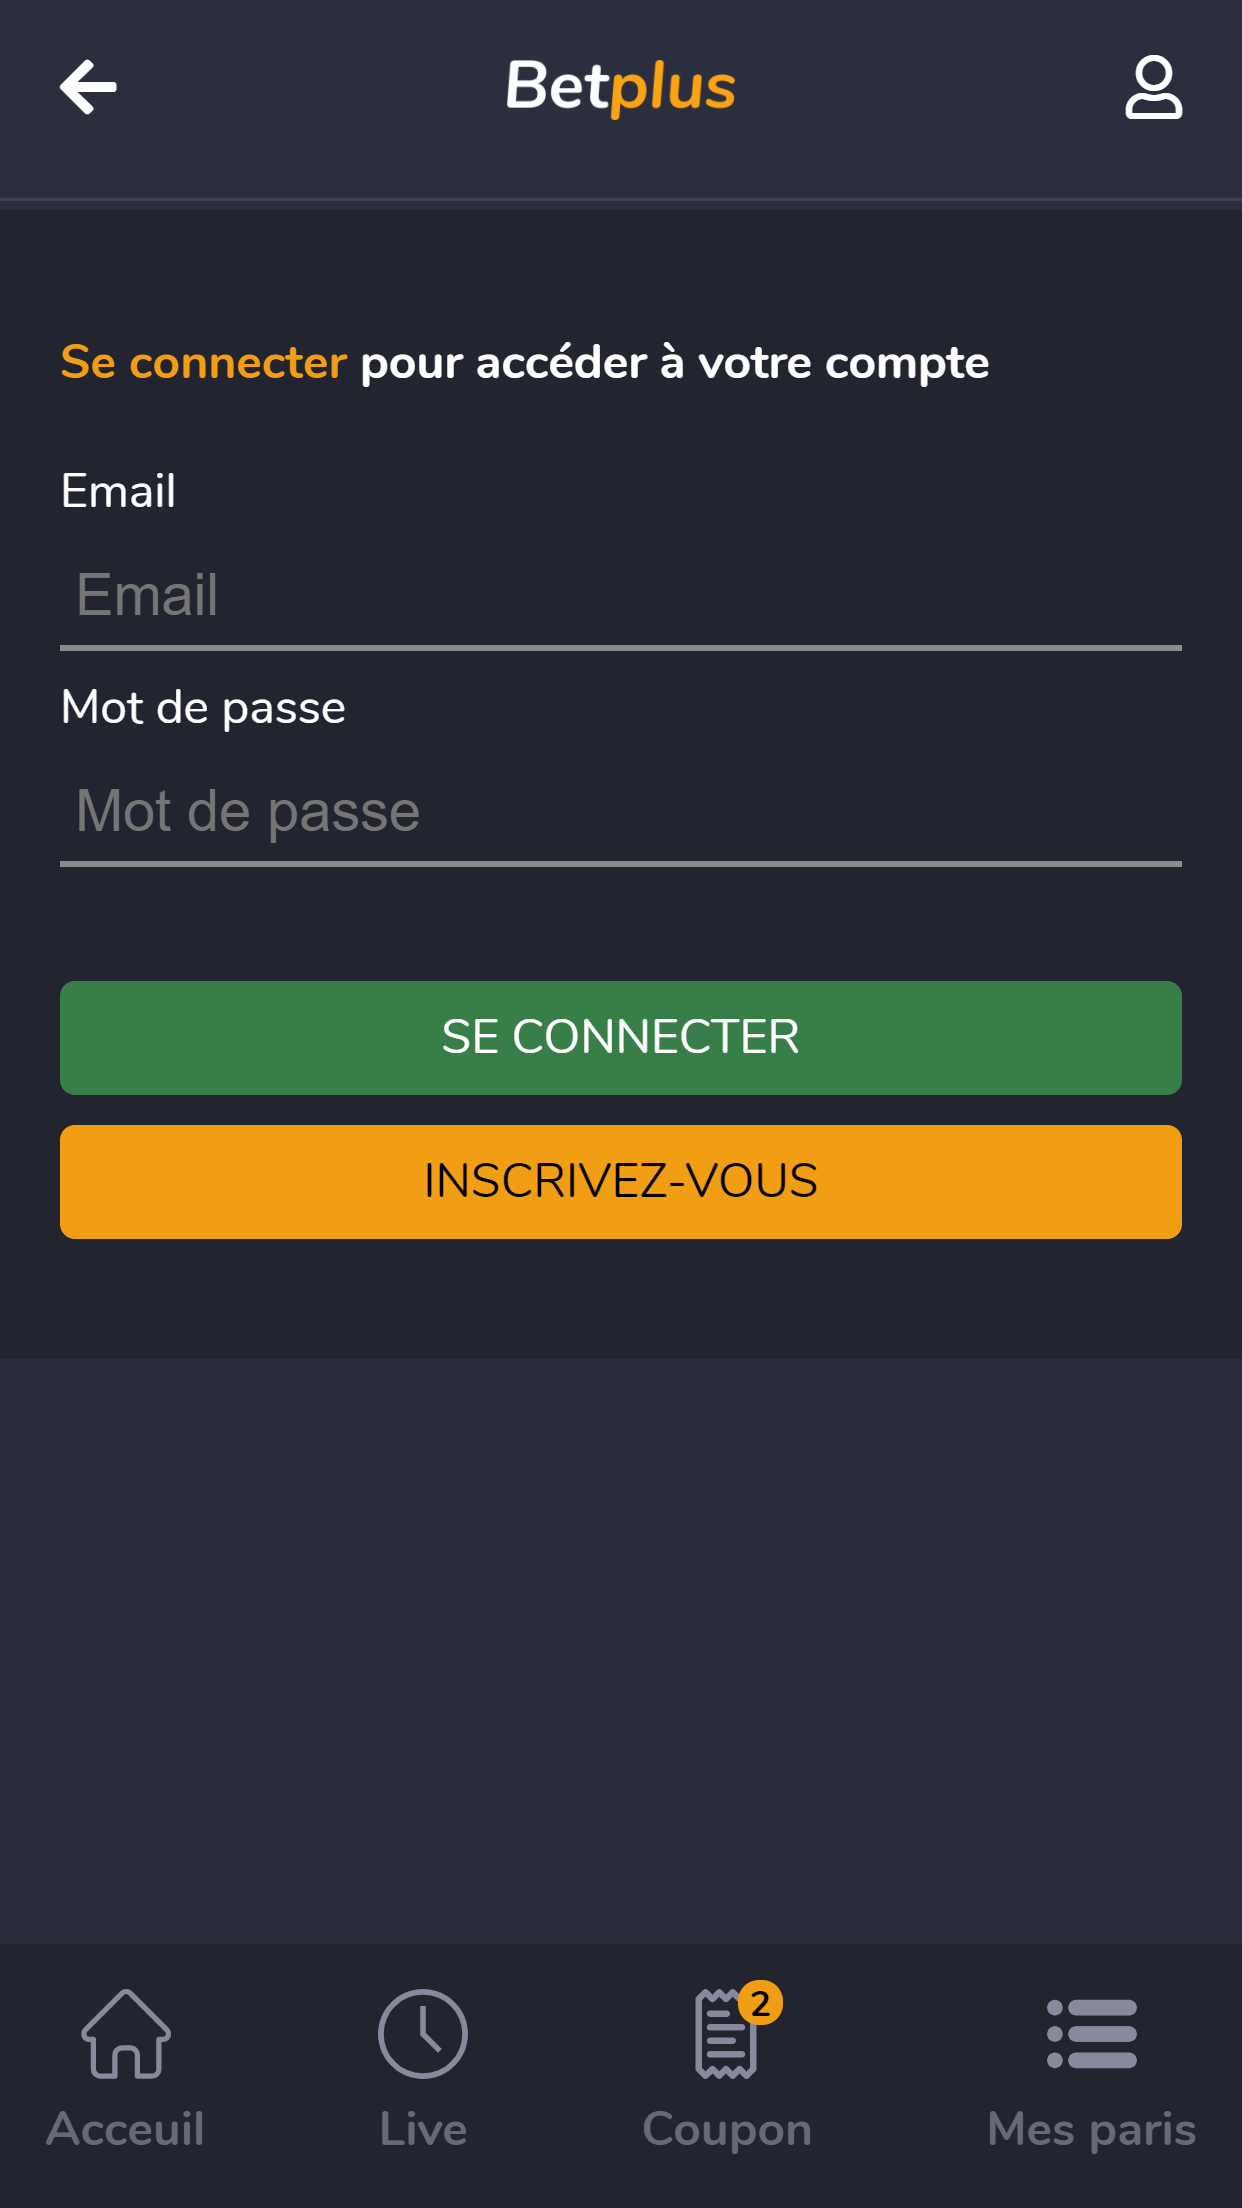 Betplus
Se connecter pour accéder à votre compte
Email
Email
Mot de passe
Mot de passe
SE CONNECTER
INSCRIVEZ-VOUS
2
Acceuil Live Coupon Mes paris